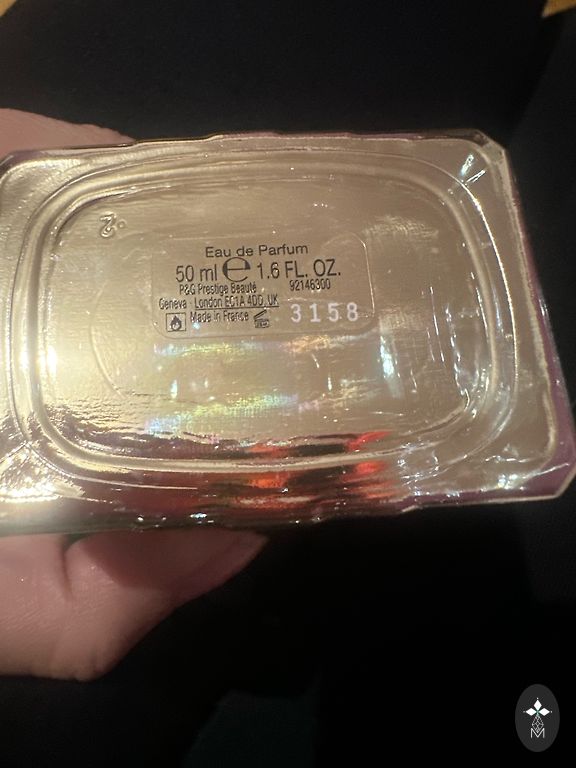 2.
Eau de Parfum
50 ml ℮ 1.6 FL. OZ.
P&G Prestige Beauté 92146300
Geneva · London EC1A 4DD, UK
Made in France 3158
M